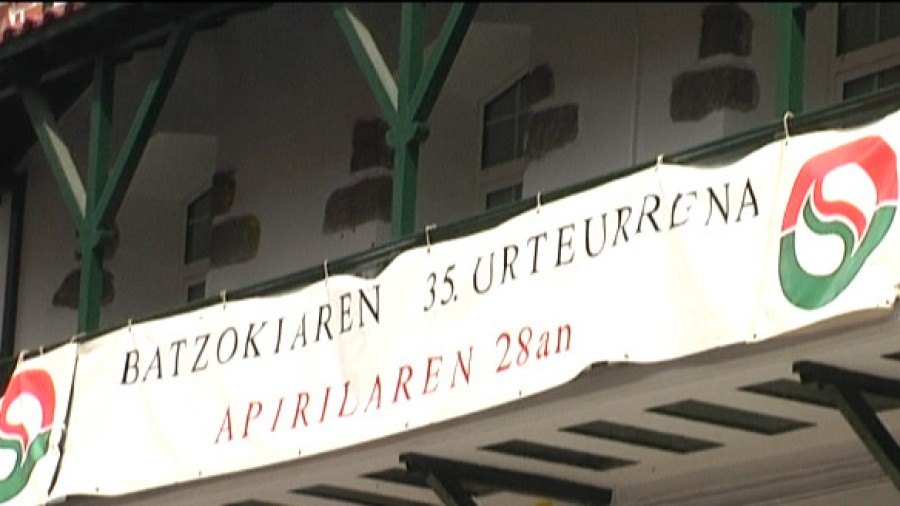 BATZOKIAREN 35. URTEURRENA
APIRILAREN 28an